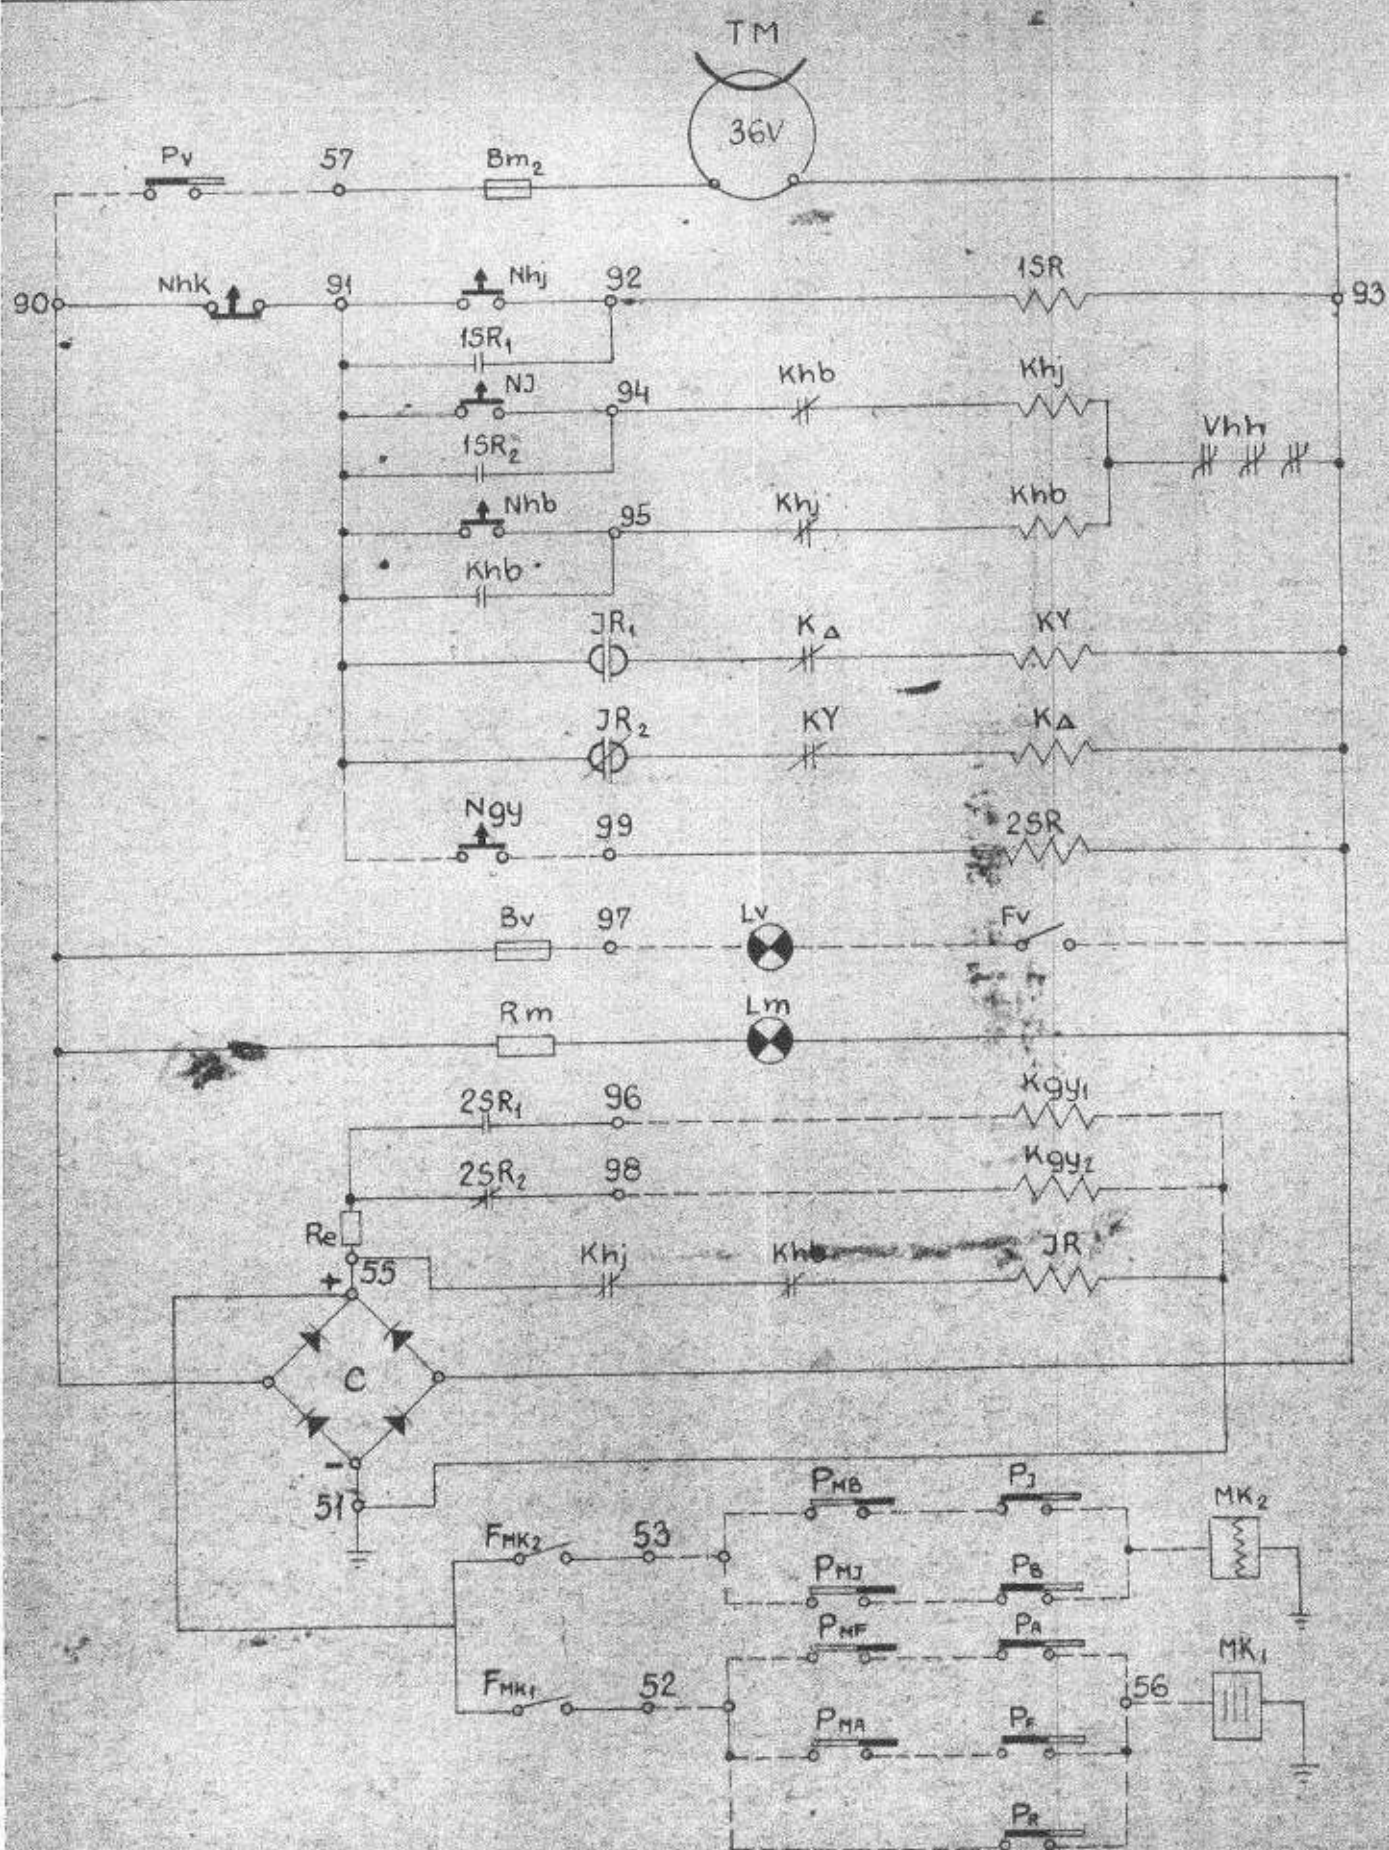 TM
36V
Pv
57
Bm₂
90
Nhk
91
Nhj
92
1SR
93
1SR₁
NJ
94
Khb
Khj
1SR₂
Vhh
Nhb
95
Khj
Khb
Khb
JR₁
K△
KY
JR₂
KY
K△
Ngy
99
2SR
Bv
97
Lv
Fv
Rm
Lm
2SR₁
96
Kgy₁
2SR₂
98
Kgy₂
Re
55
Khj
Khb
JR
+
C
-
51
FMK2
53
PMB
PJ
MK₂
PMJ
PB
PMF
PA
FMK1
52
56
MK₁
PMA
PF
PR